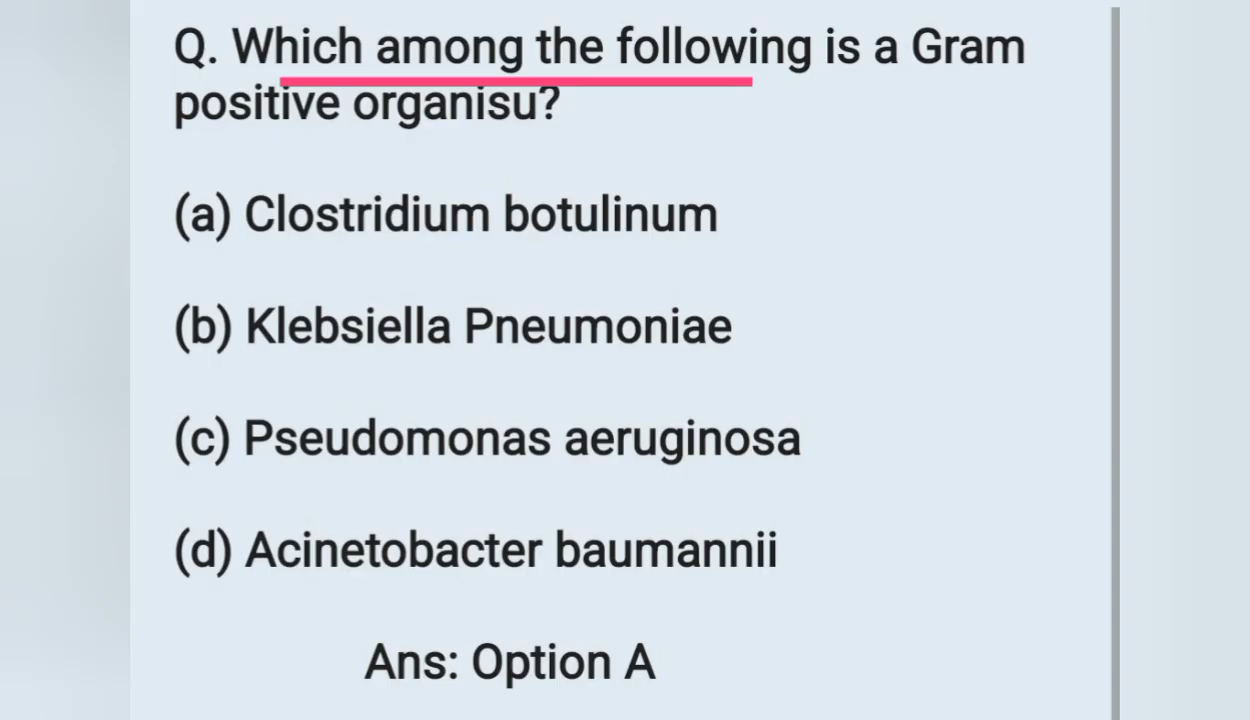 Q. Which among the following is a Gram
positive organisu?
(a) Clostridium botulinum
(b) Klebsiella Pneumoniae
(c) Pseudomonas aeruginosa
(d) Acinetobacter baumannii
Ans: Option A